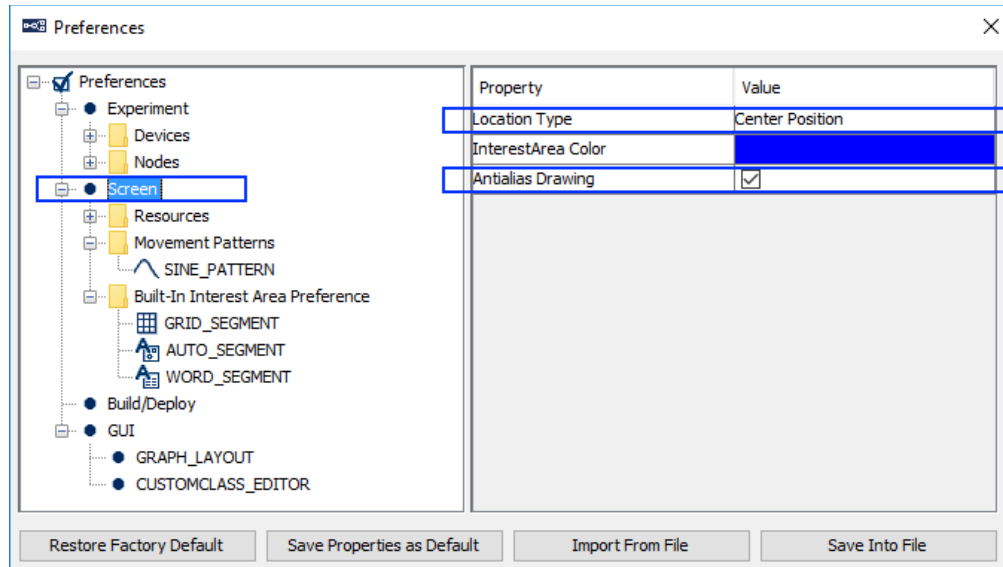 Preferences
Preferences
Experiment
Devices
Nodes
Screen
Resources
Movement Patterns
SINE_PATTERN
Built-In Interest Area Preference
GRID_SEGMENT
AUTO_SEGMENT
WORD_SEGMENT
Build/Deploy
GUI
GRAPH_LAYOUT
CUSTOMCLASS_EDITOR
Property Value
Location Type Center Position
InterestArea Color
Antialias Drawing
Restore Factory Default Save Properties as Default Import From File Save Into File